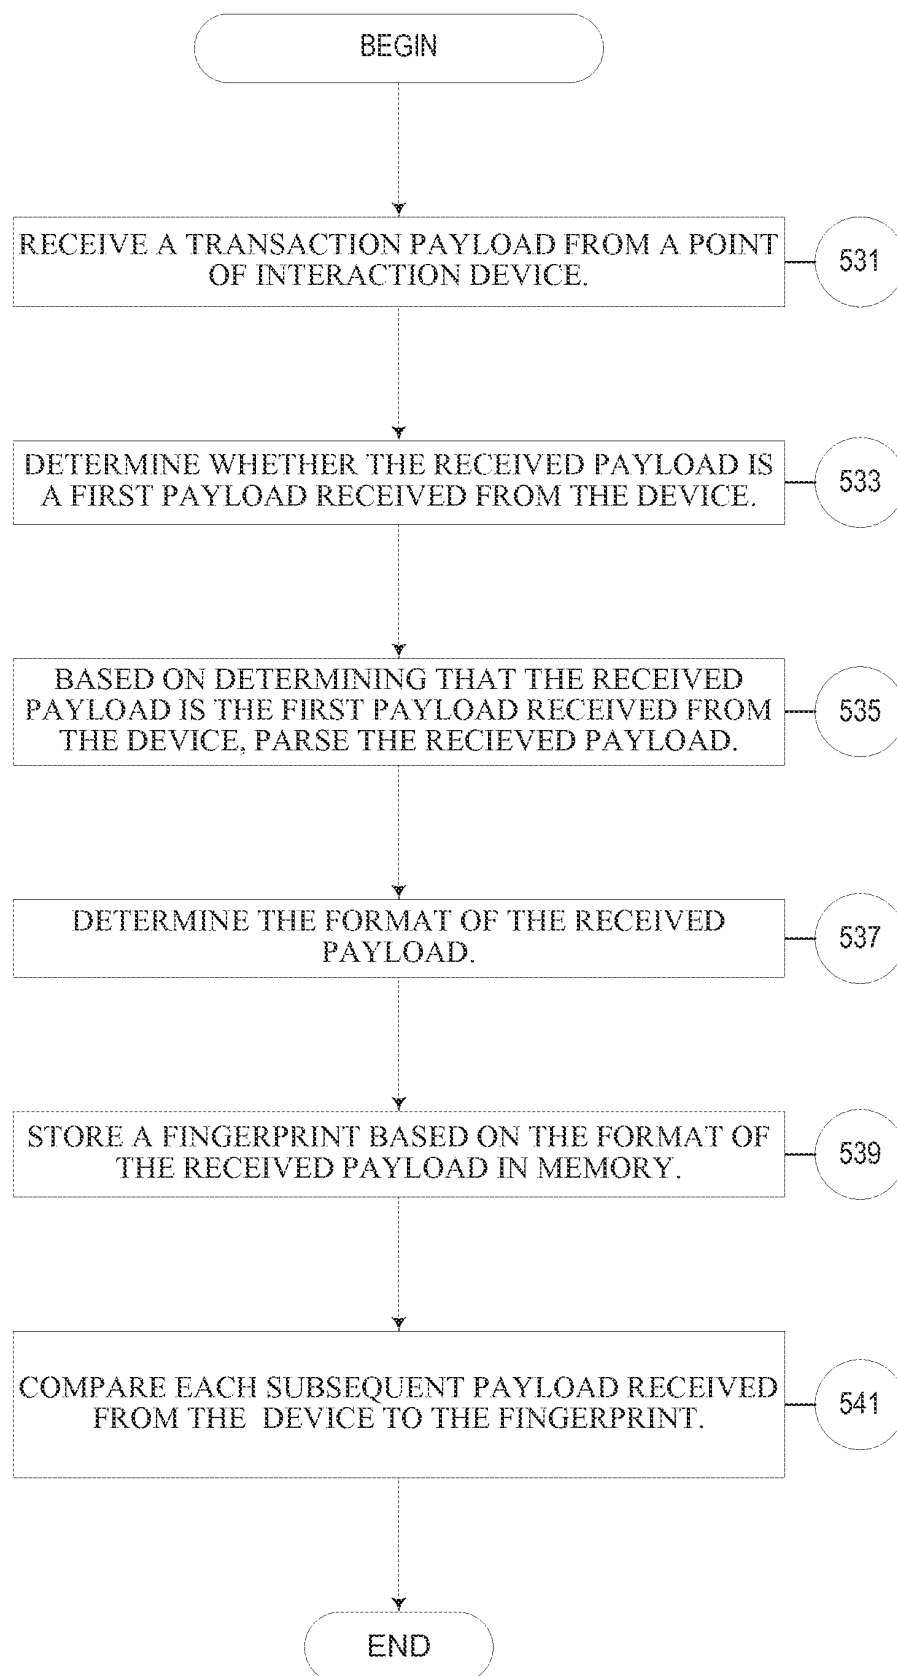 BEGIN
RECEIVE A TRANSACTION PAYLOAD FROM A POINT
OF INTERACTION DEVICE.
531
DETERMINE WHETHER THE RECEIVED PAYLOAD IS
A FIRST PAYLOAD RECEIVED FROM THE DEVICE.
533
BASED ON DETERMINING THAT THE RECEIVED
PAYLOAD IS THE FIRST PAYLOAD RECEIVED FROM
THE DEVICE, PARSE THE RECIEVED PAYLOAD.
535
DETERMINE THE FORMAT OF THE RECEIVED
PAYLOAD.
537
STORE A FINGERPRINT BASED ON THE FORMAT OF
THE RECEIVED PAYLOAD IN MEMORY.
539
COMPARE EACH SUBSEQUENT PAYLOAD RECEIVED
FROM THE DEVICE TO THE FINGERPRINT.
541
END